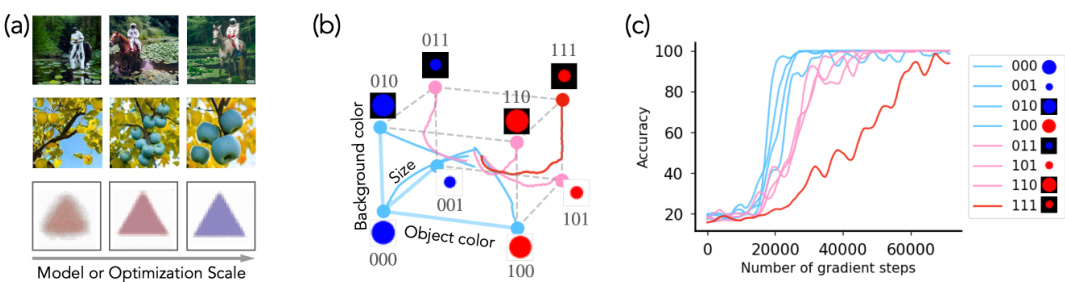 (a)
Model or Optimization Scale
(b)
011
111
010
110
Background color
Size
001
101
000
Object color
100
(c)
100
80
60
40
20
Accuracy
0
20000
40000
60000
Number of gradient steps
000
001
010
100
011
101
110
111